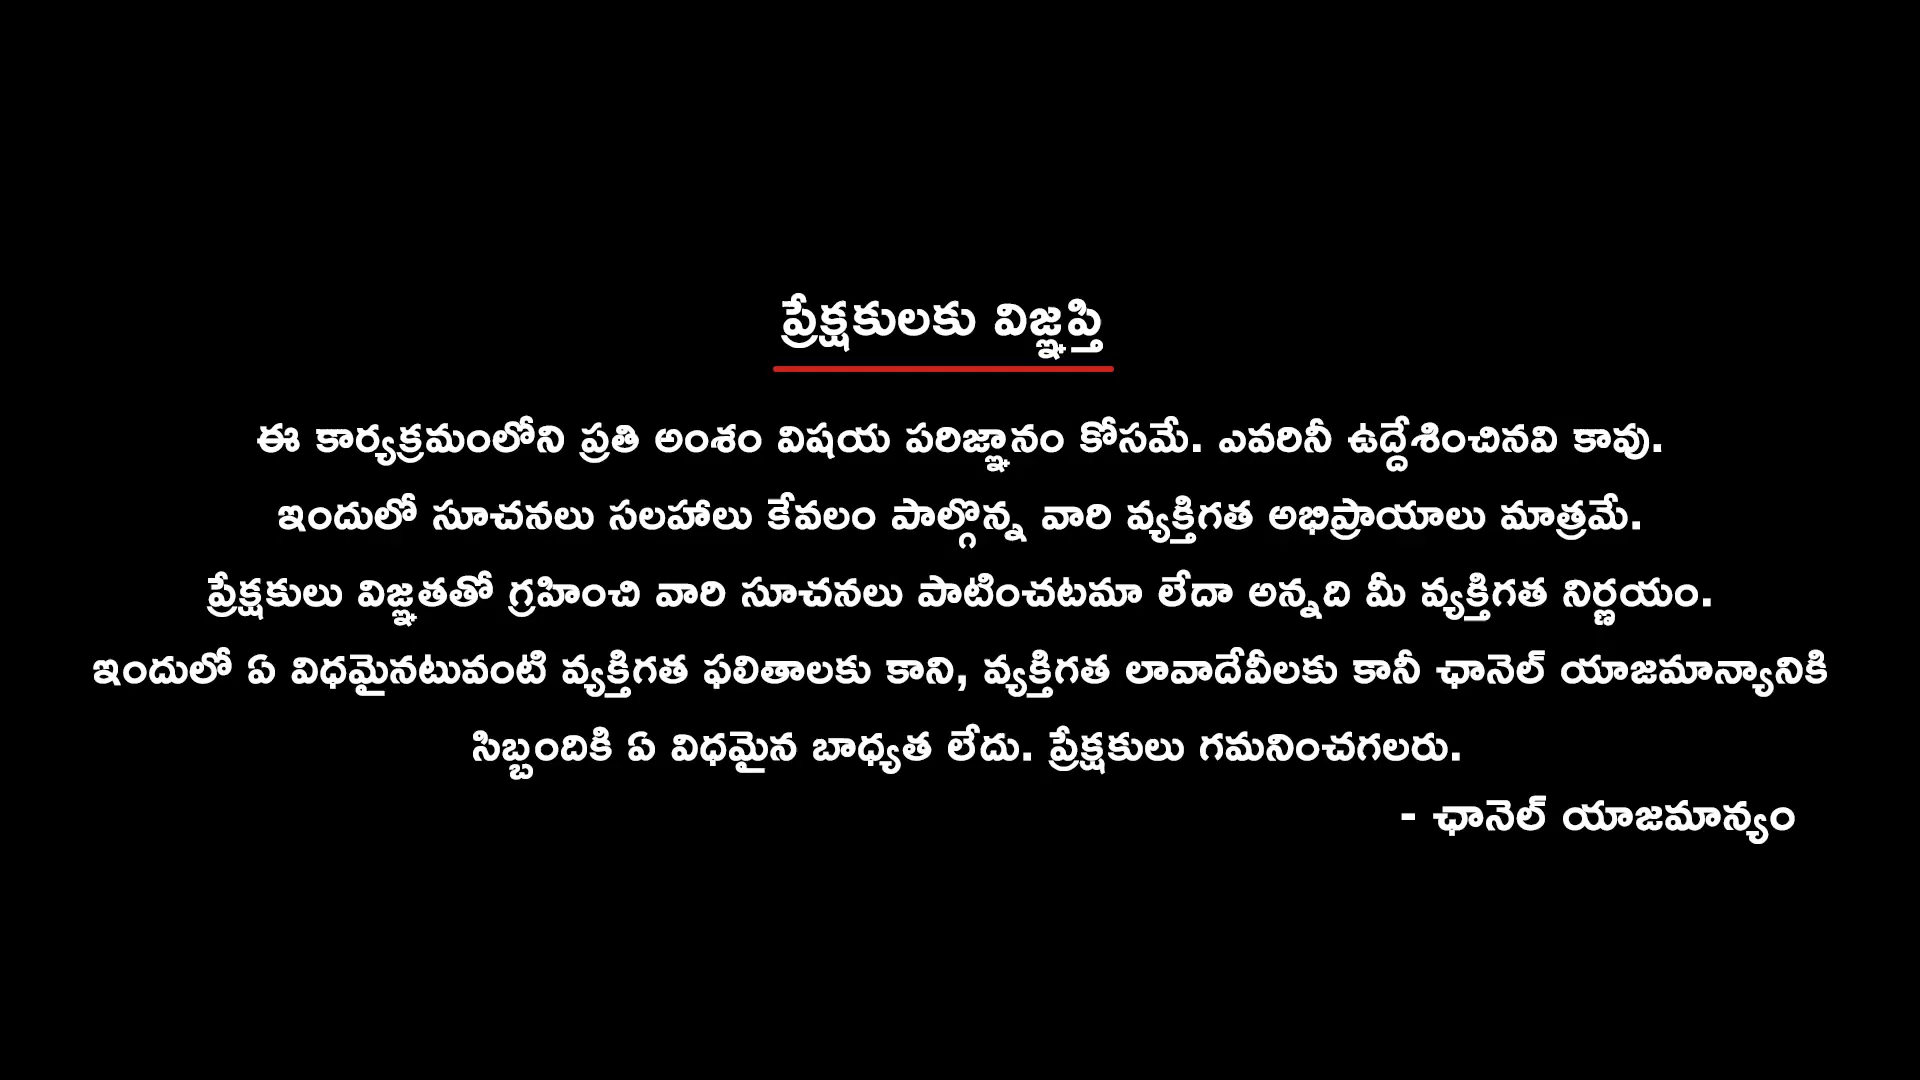 ప్రేక్షకులకు విజ్ఞప్తి
ఈ కార్యక్రమంలోని ప్రతి అంశం విషయ పరిజ్ఞానం కోసమే. ఎవరినీ ఉద్దేశించినవి కావు.
ఇందులో సూచనలు సలహాలు కేవలం పాల్గొన్న వారి వ్యక్తిగత అభిప్రాయాలు మాత్రమే.
ప్రేక్షకులు విజ్ఞతతో గ్రహించి వారి సూచనలు పాటించటమా లేదా అన్నది మీ వ్యక్తిగత నిర్ణయం.
ఇందులో ఏ విధమైనటువంటి వ్యక్తిగత ఫలితాలకు కాని, వ్యక్తిగత లావాదేవీలకు కానీ ఛానెల్ యాజమాన్యానికి
సిబ్బందికి ఏ విధమైన బాధ్యత లేదు. ప్రేక్షకులు గమనించగలరు.
- ఛానెల్ యాజమాన్యం